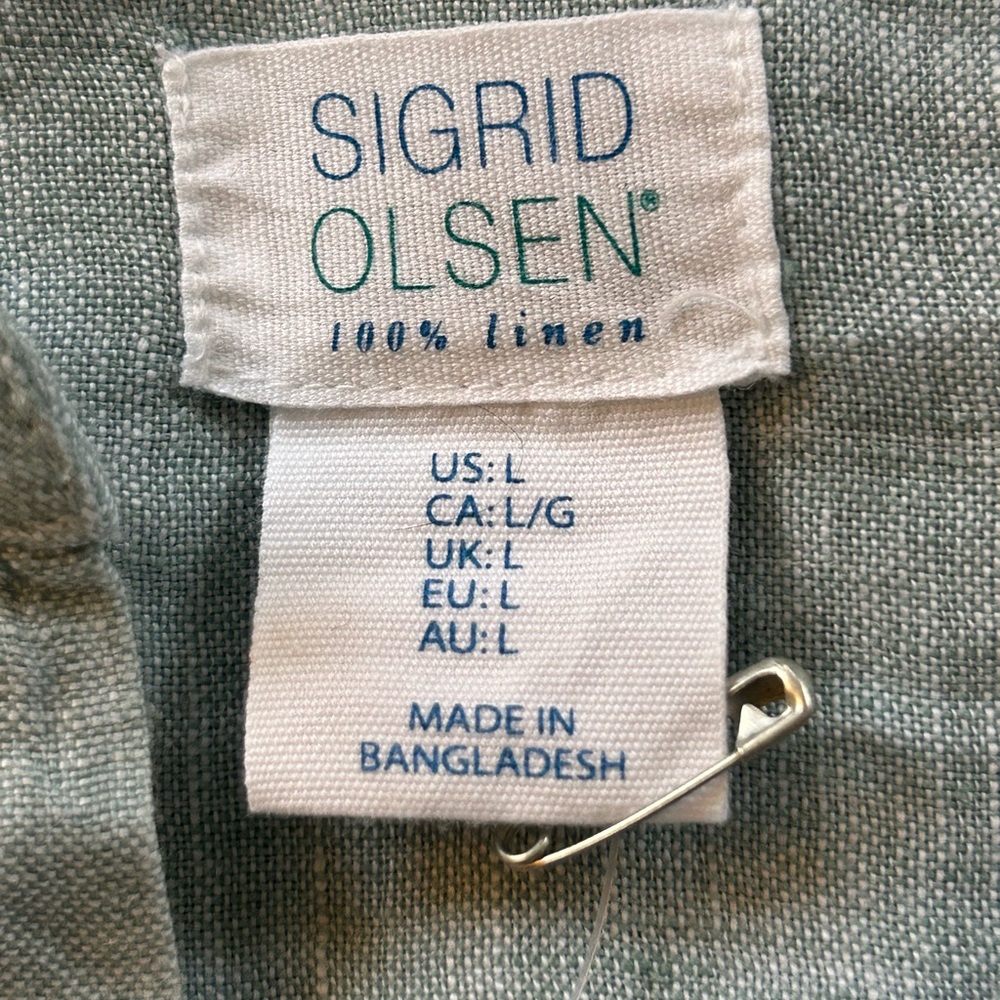 SIGRID
OLSEN®
100% linen
US: L
CA: L/G
UK: L
EU: L
AU: L
MADE IN
BANGLADESH